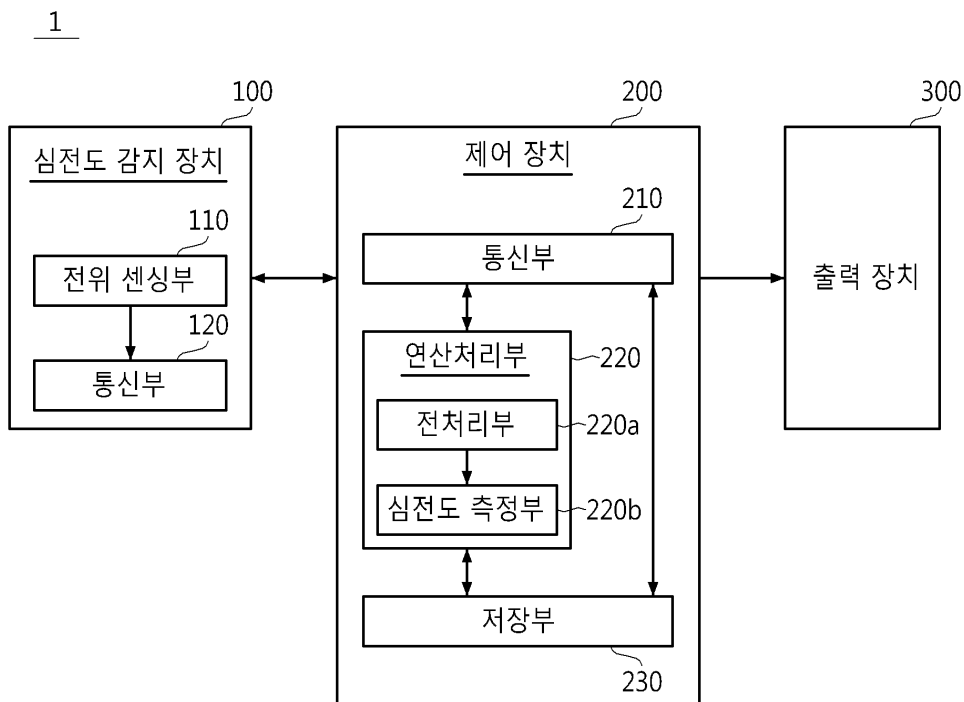 1
100
심전도 감지 장치
110
전위 센싱부
120
통신부
200
제어 장치
210
통신부
연산처리부
220
전처리부
220a
심전도 측정부
220b
저장부
230
300
출력 장치